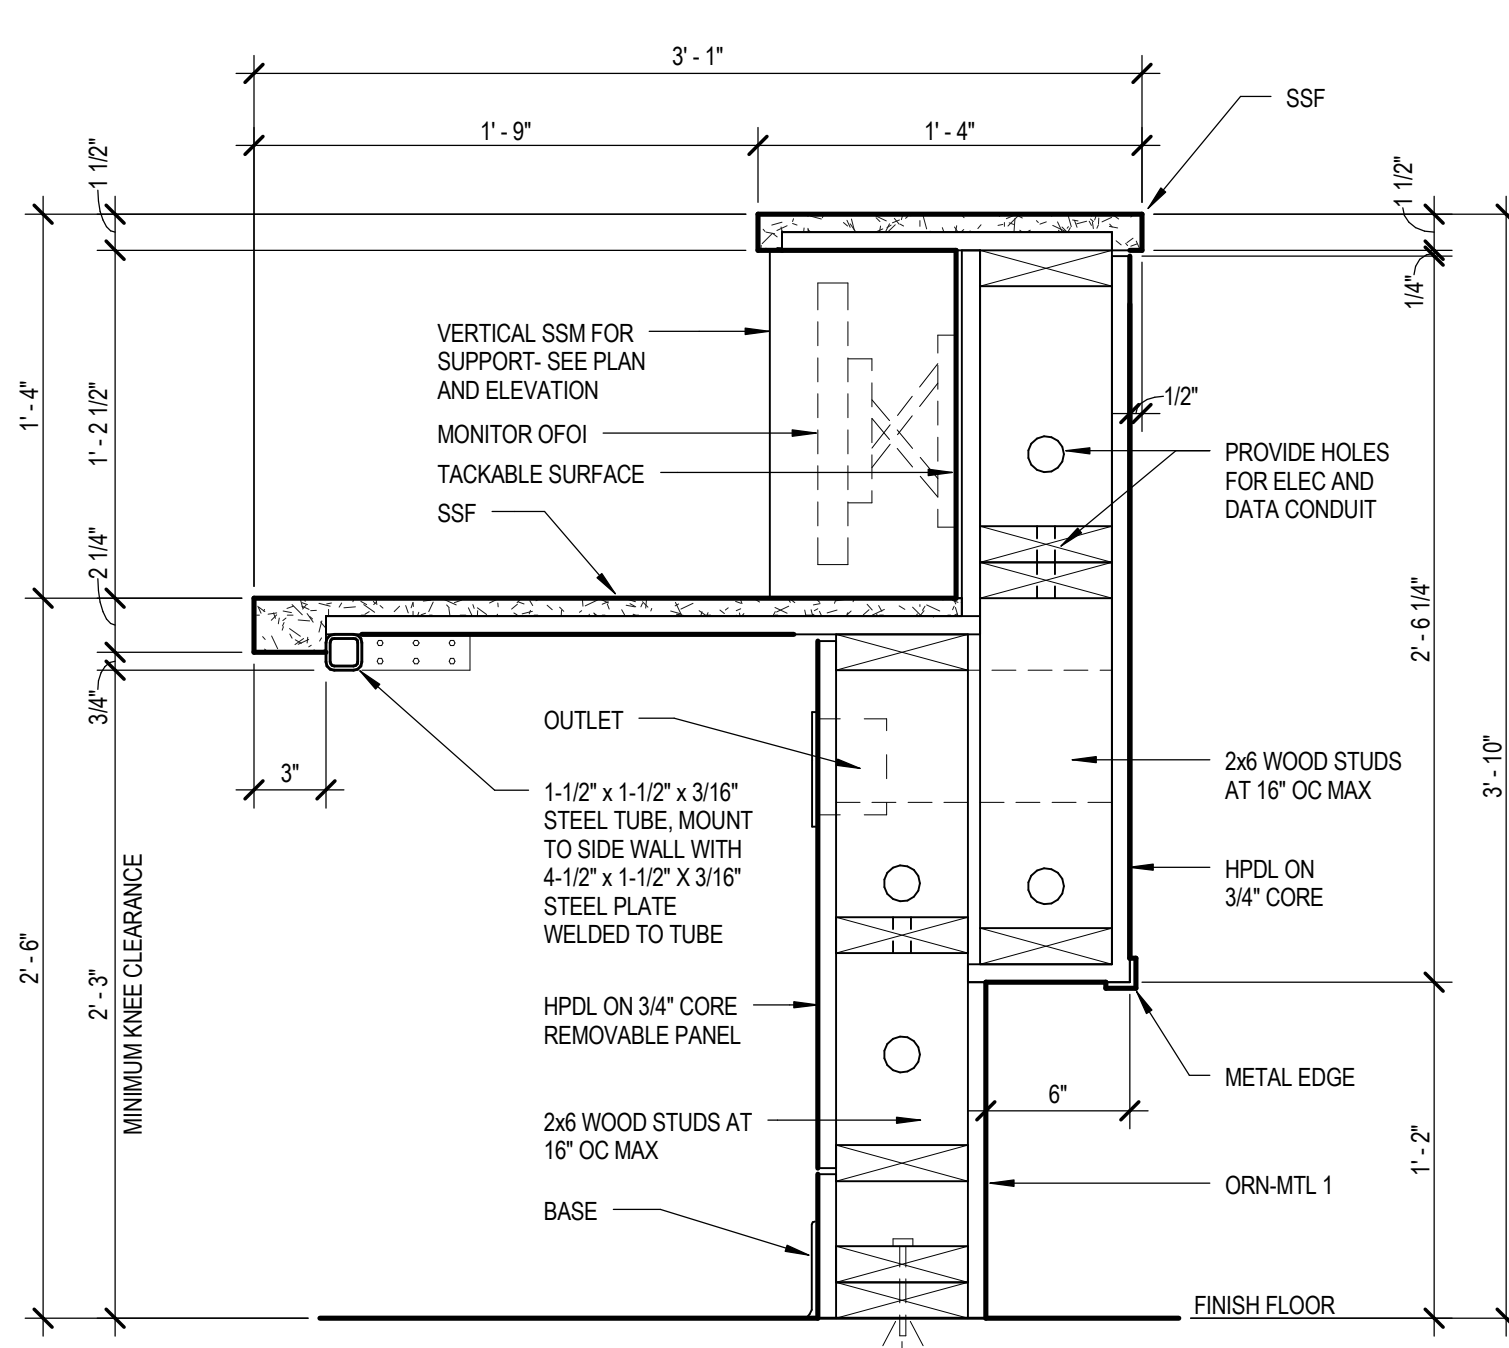 3' - 1"
SSF
1' - 9"
1' - 4"
1 1/2"
1 1/2"
1/4"
VERTICAL SSM FOR
SUPPORT- SEE PLAN
AND ELEVATION
1' - 4"
1' - 2 1/2"
1/2"
MONITOR OFOI
TACKABLE SURFACE
SSF
PROVIDE HOLES
FOR ELEC AND
DATA CONDUIT
2 1/4"
2' - 6 1/4"
3/4"
OUTLET
3"
1-1/2" x 1-1/2" x 3/16"
STEEL TUBE, MOUNT
TO SIDE WALL WITH
4-1/2" x 1-1/2" X 3/16"
STEEL PLATE
WELDED TO TUBE
2x6 WOOD STUDS
AT 16" OC MAX
3' - 10"
HPDL ON
3/4" CORE
2' - 6"
2' - 3"
MINIMUM KNEE CLEARANCE
HPDL ON 3/4" CORE
REMOVABLE PANEL
METAL EDGE
6"
2x6 WOOD STUDS AT
16" OC MAX
1' - 2"
ORN-MTL 1
BASE
FINISH FLOOR